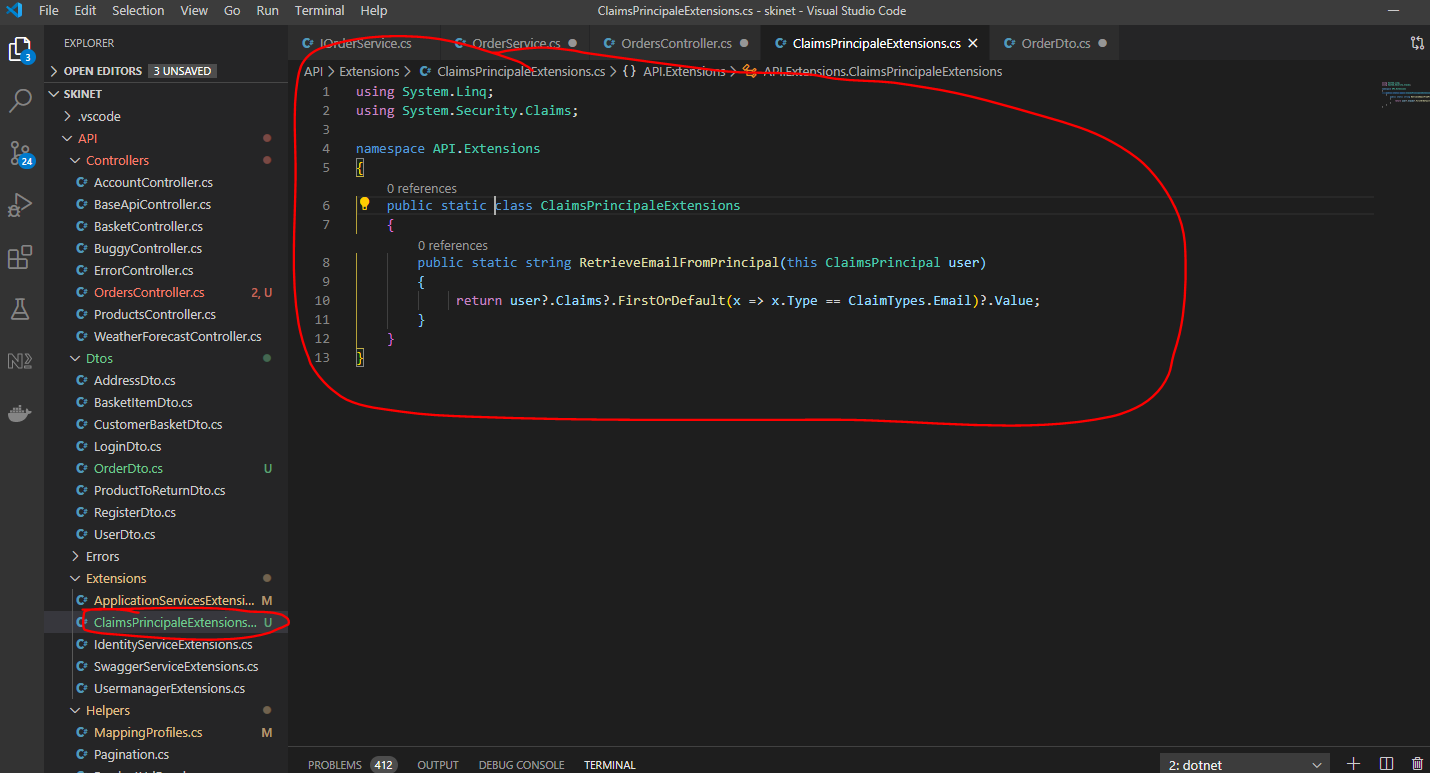 File Edit Selection View Go Run Terminal Help
ClaimsPrincipaleExtensions.cs - skinet - Visual Studio Code
3
24
EXPLORER
OPEN EDITORS 3 UNSAVED
SKINET
.vscode
API
Controllers
C# AccountController.cs
C# BaseApiController.cs
C# BasketController.cs
C# BuggyController.cs
C# ErrorController.cs
C# OrdersController.cs 2, U
C# ProductsController.cs
C# WeatherForecastController.cs
Dtos
C# AddressDto.cs
C# BasketItemDto.cs
C# CustomerBasketDto.cs
C# LoginDto.cs
C# OrderDto.cs U
C# ProductToReturnDto.cs
C# RegisterDto.cs
C# UserDto.cs
Errors
Extensions
C# ApplicationServicesExtensi... M
C# ClaimsPrincipaleExtensions... U
C# IdentityServiceExtensions.cs
C# SwaggerServiceExtensions.cs
C# UsermanagerExtensions.cs
Helpers
C# MappingProfiles.cs M
C# Pagination.cs
C# IOrderService.cs C# OrderService.cs C# OrdersController.cs C# ClaimsPrincipaleExtensions.cs C# OrderDto.cs
API > Extensions > C# ClaimsPrincipaleExtensions.cs > {} API.Extensions > API.Extensions.ClaimsPrincipaleExtensions
1 using System.Linq;
2 using System.Security.Claims;
3
4 namespace API.Extensions
5 {
0 references
6 public static class ClaimsPrincipaleExtensions
7 {
0 references
8 public static string RetrieveEmailFromPrincipal(this ClaimsPrincipal user)
9 {
10 return user?.Claims?.FirstOrDefault(x => x.Type == ClaimTypes.Email)?.Value;
11 }
12 }
13 }
PROBLEMS 412 OUTPUT DEBUG CONSOLE TERMINAL 2: dotnet